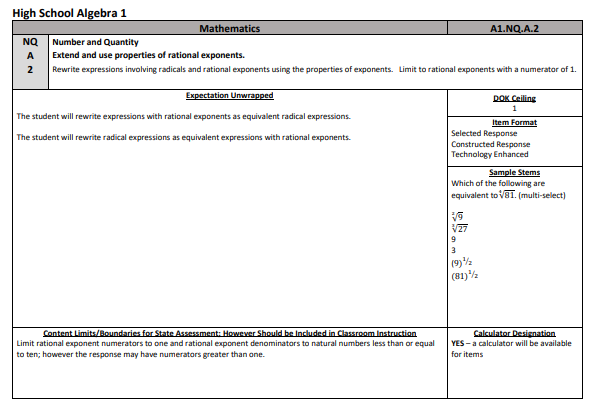 High School Algebra 1
Mathematics
A1.NQ.A.2
NQ Number and Quantity
A Extend and use properties of rational exponents.
2 Rewrite expressions involving radicals and rational exponents using the properties of exponents. Limit to rational exponents with a numerator of 1.
Expectation Unwrapped
The student will rewrite expressions with rational exponents as equivalent radical expressions.
The student will rewrite radical expressions as equivalent expressions with rational exponents.
DOK Ceiling
1
Item Format
Selected Response
Constructed Response
Technology Enhanced
Sample Stems
Which of the following are
equivalent to ⁴√81. (multi-select)
²√9
³√27
9
3
(9)^1/2
(81)^1/2
Content Limits/Boundaries for State Assessment; However Should be Included in Classroom Instruction
Limit rational exponent numerators to one and rational exponent denominators to natural numbers less than or equal
to ten; however the response may have numerators greater than one.
Calculator Designation
YES – a calculator will be available
for items